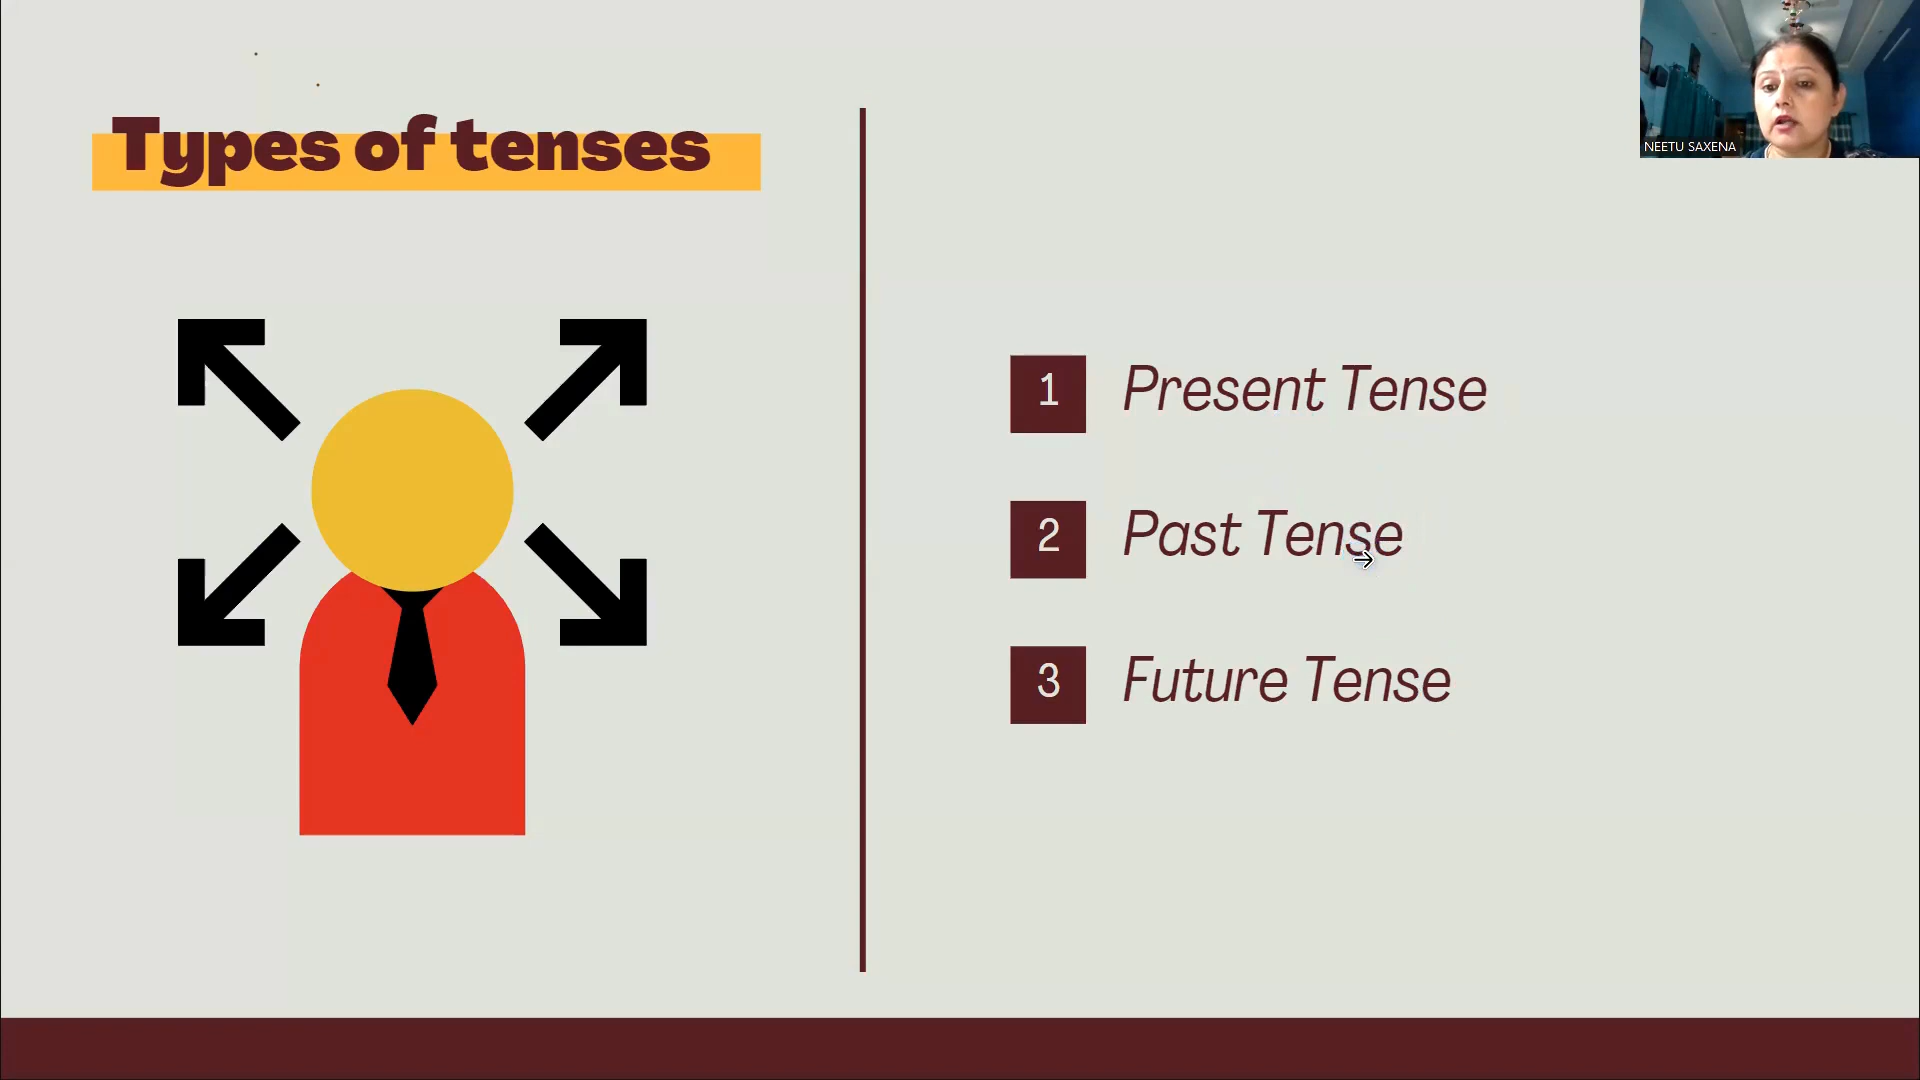 Types of tenses
1 Present Tense
2 Past Tense
3 Future Tense
NEETU SAXENA